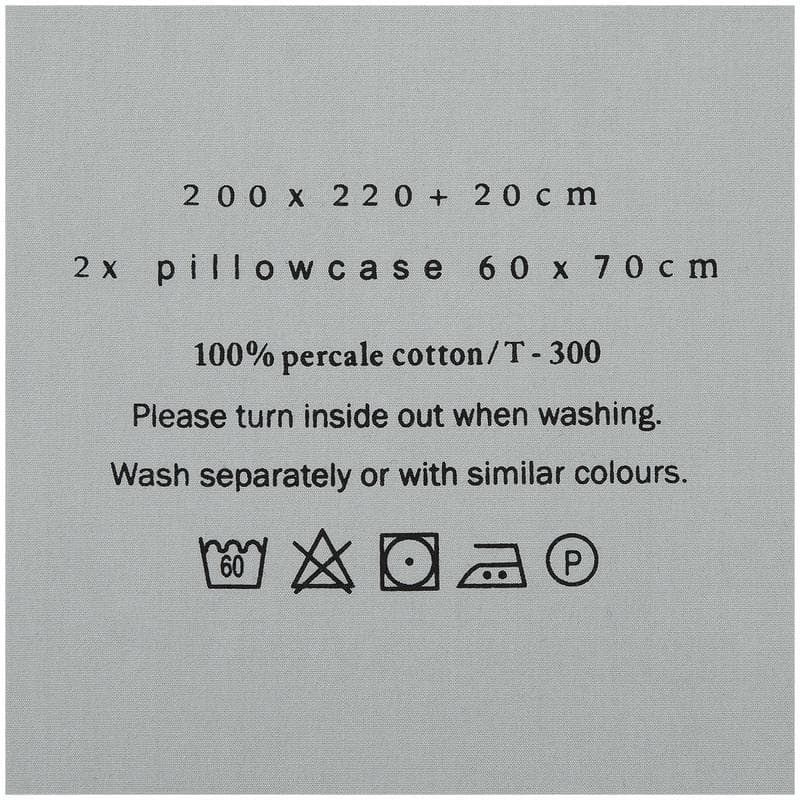 200 x 220 + 20cm
2x pillowcase 60 x 70cm
100% percale cotton/T - 300
Please turn inside out when washing.
Wash separately or with similar colours.
60 P